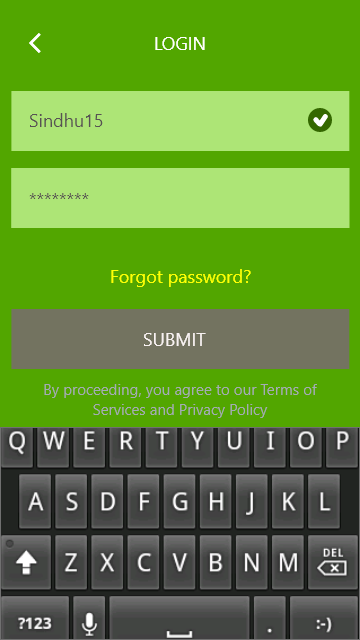 LOGIN
Sindhu15
********
Forgot password?
SUBMIT
By proceeding, you agree to our Terms of
Services and Privacy Policy
Q W E R T Y U I O P
A S D F G H J K L
Z X C V B N M DEL
?123 . :-)